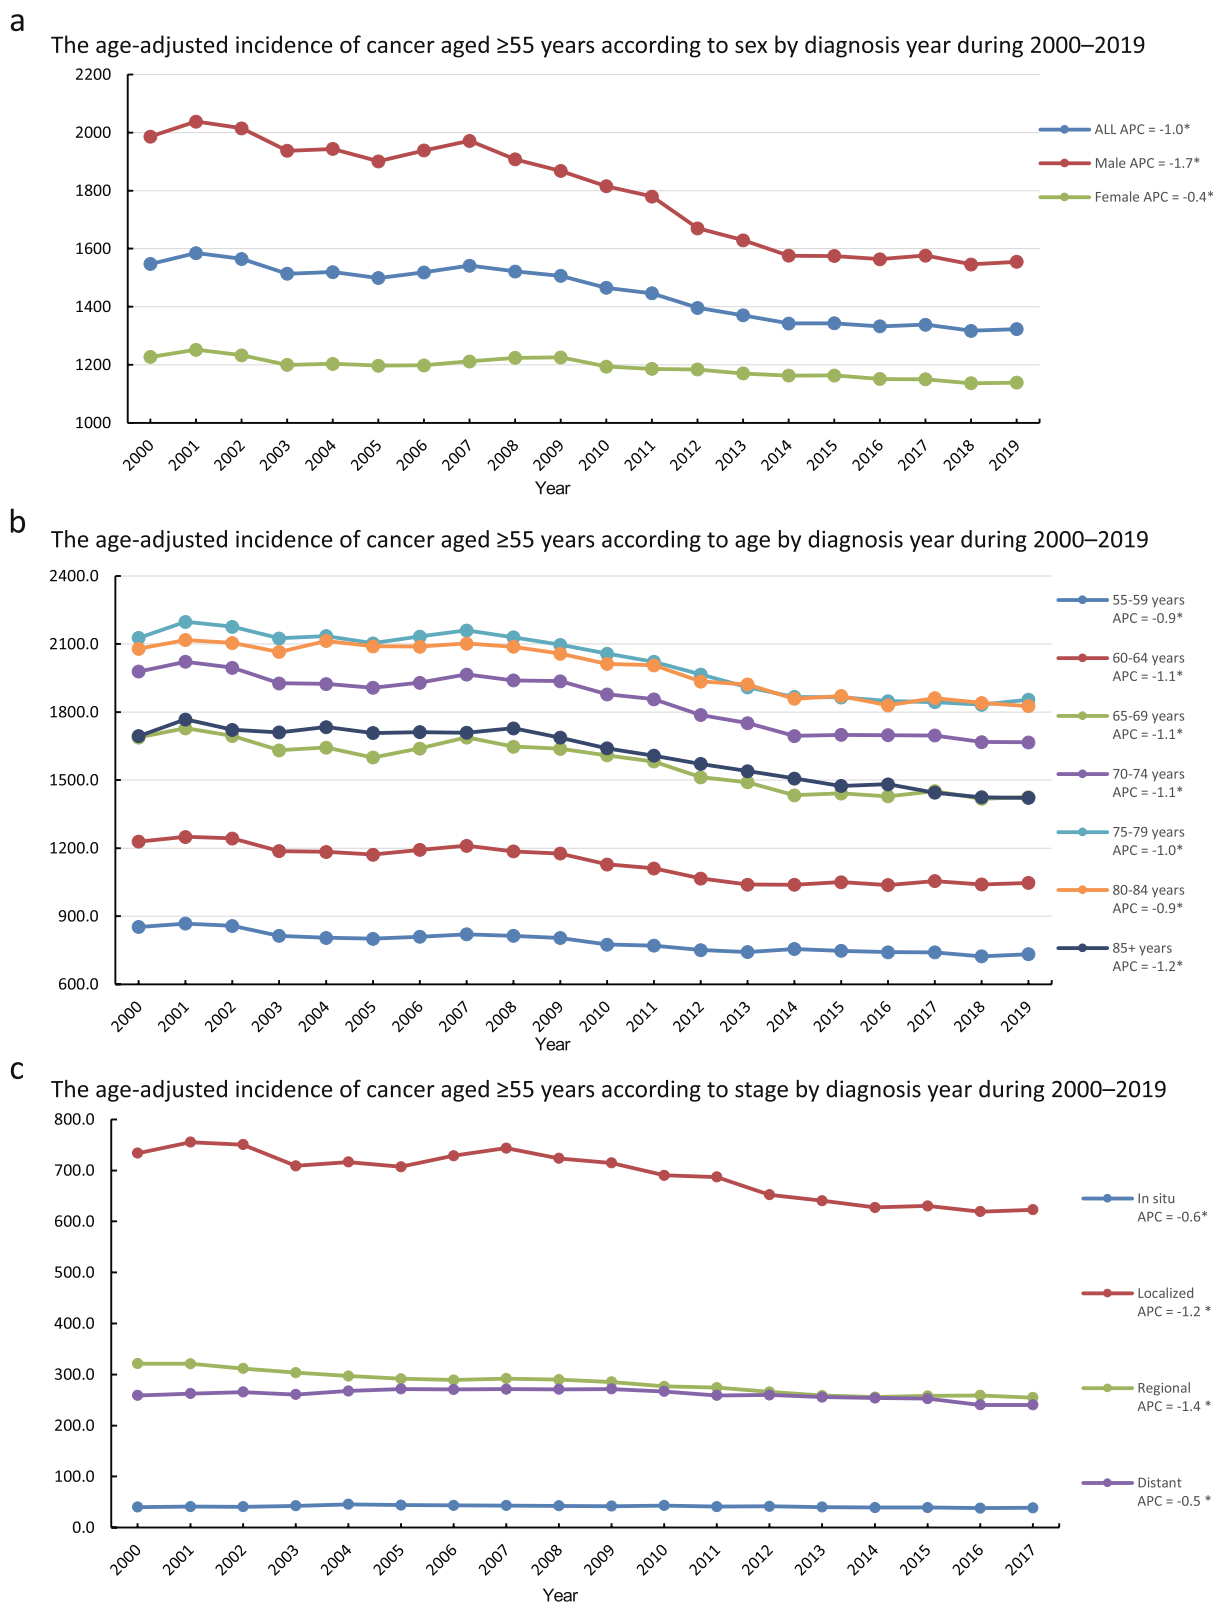 a
The age-adjusted incidence of cancer aged ≥55 years according to sex by diagnosis year during 2000–2019
2200
2000
1800
1600
1400
1200
1000
ALL APC = -1.0*
Male APC = -1.7*
Female APC = -0.4*
2000 2001 2002 2003 2004 2005 2006 2007 2008 2009 2010 2011 2012 2013 2014 2015 2016 2017 2018 2019
Year
b
The age-adjusted incidence of cancer aged ≥55 years according to age by diagnosis year during 2000–2019
2400.0
2100.0
1800.0
1500.0
1200.0
900.0
600.0
55-59 years
APC = -0.9*
60-64 years
APC = -1.1*
65-69 years
APC = -1.1*
70-74 years
APC = -1.1*
75-79 years
APC = -1.0*
80-84 years
APC = -0.9*
85+ years
APC = -1.2*
2000 2001 2002 2003 2004 2005 2006 2007 2008 2009 2010 2011 2012 2013 2014 2015 2016 2017 2018 2019
Year
c
The age-adjusted incidence of cancer aged ≥55 years according to stage by diagnosis year during 2000–2019
800.0
700.0
600.0
500.0
400.0
300.0
200.0
100.0
0.0
In situ
APC = -0.6*
Localized
APC = -1.2 *
Regional
APC = -1.4 *
Distant
APC = -0.5 *
2000 2001 2002 2003 2004 2005 2006 2007 2008 2009 2010 2011 2012 2013 2014 2015 2016 2017
Year